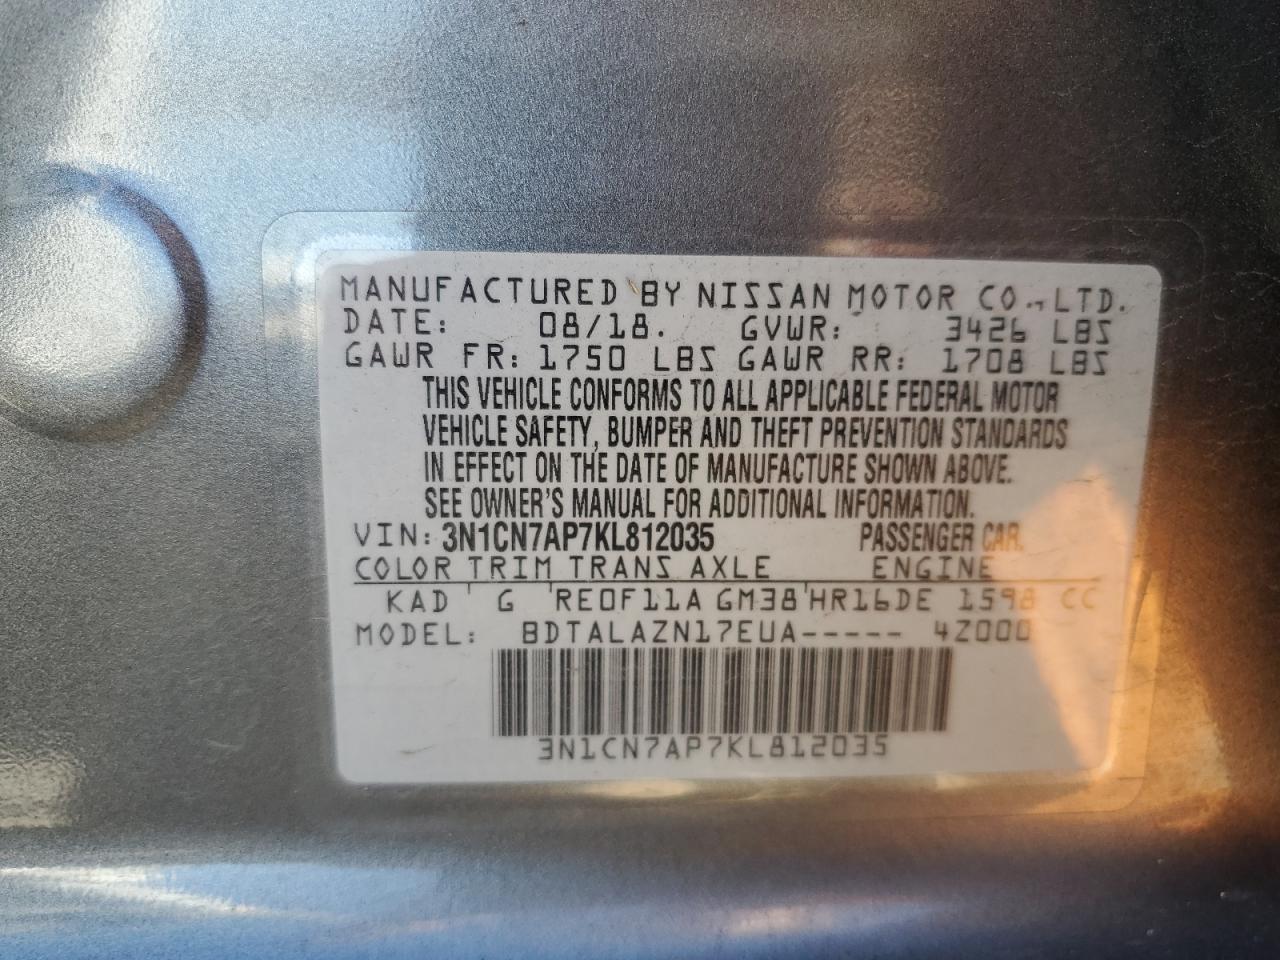 MANUFACTURED BY NISSAN MOTOR CO., LTD.
DATE: 08/18. GVWR: 3426 LBS
GAWR FR: 1750 LBS GAWR RR: 1708 LBS
THIS VEHICLE CONFORMS TO ALL APPLICABLE FEDERAL MOTOR
VEHICLE SAFETY, BUMPER AND THEFT PREVENTION STANDARDS
IN EFFECT ON THE DATE OF MANUFACTURE SHOWN ABOVE.
SEE OWNER'S MANUAL FOR ADDITIONAL INFORMATION.
VIN: 3N1CN7AP7KL812035 PASSENGER CAR.
COLOR TRIM TRANS AXLE ENGINE
KAD G RE0F11A GM38 HR16DE 1598 CC
MODEL: BDTALAZN17EUA----- 4Z000
3N1CN7AP7KL812035